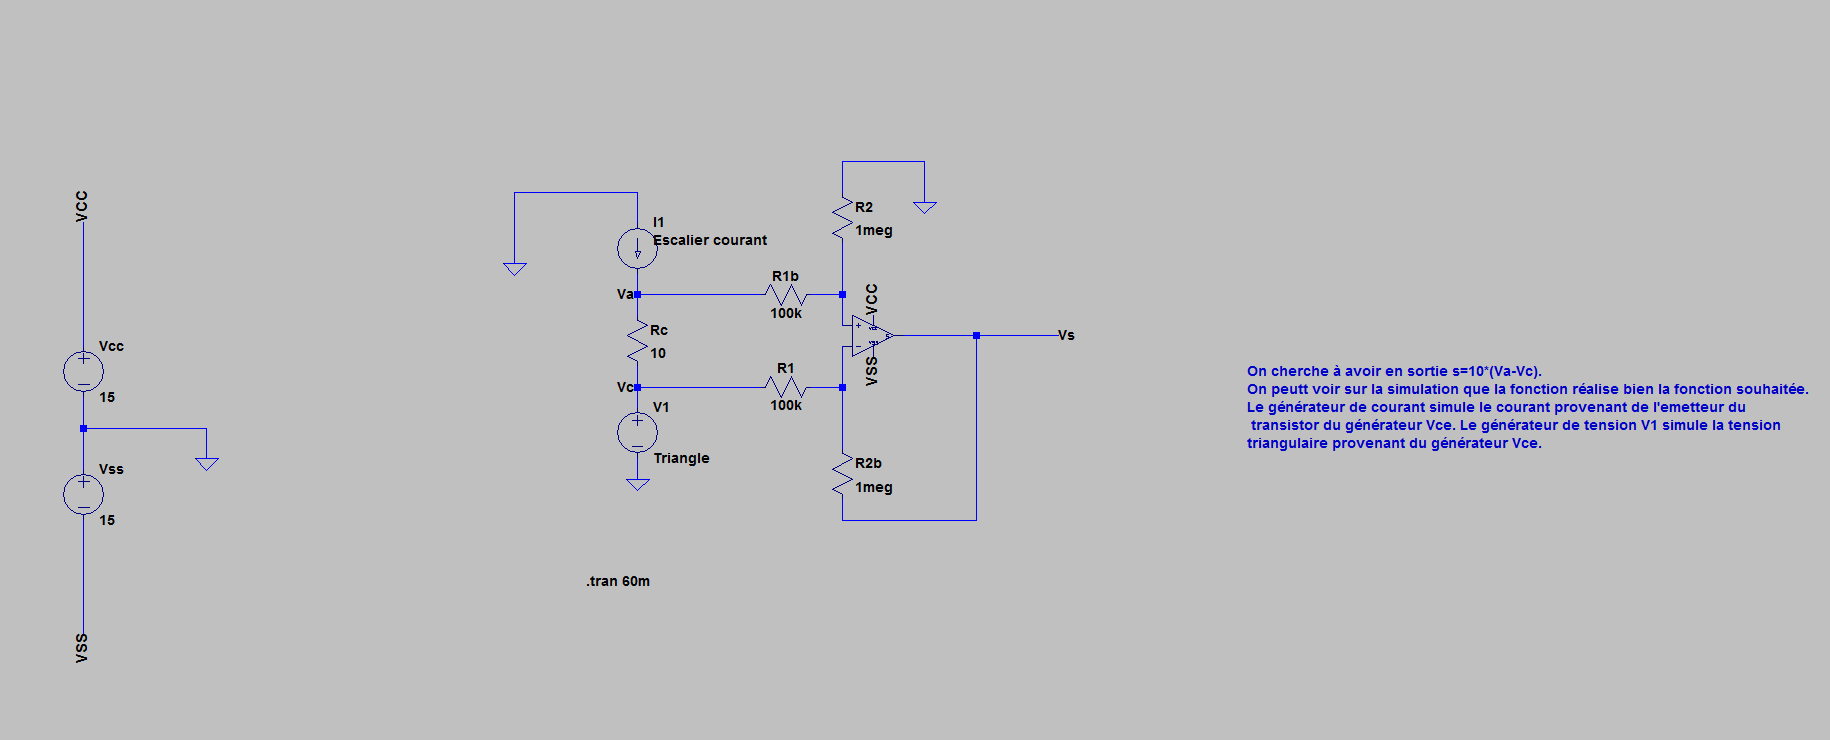 VCC
Vcc
15
Vss
15
VSS
I1
Escalier courant
Va
Rc
10
Vc
V1
Triangle
R1b
100k
R1
100k
R2
1meg
VCC
+
VSS
R2b
1meg
Vs
.tran 60m
On cherche à avoir en sortie s=10*(Va-Vc).
On peutt voir sur la simulation que la fonction réalise bien la fonction souhaitée.
Le générateur de courant simule le courant provenant de l'emetteur du
transistor du générateur Vce. Le générateur de tension V1 simule la tension
triangulaire provenant du générateur Vce.